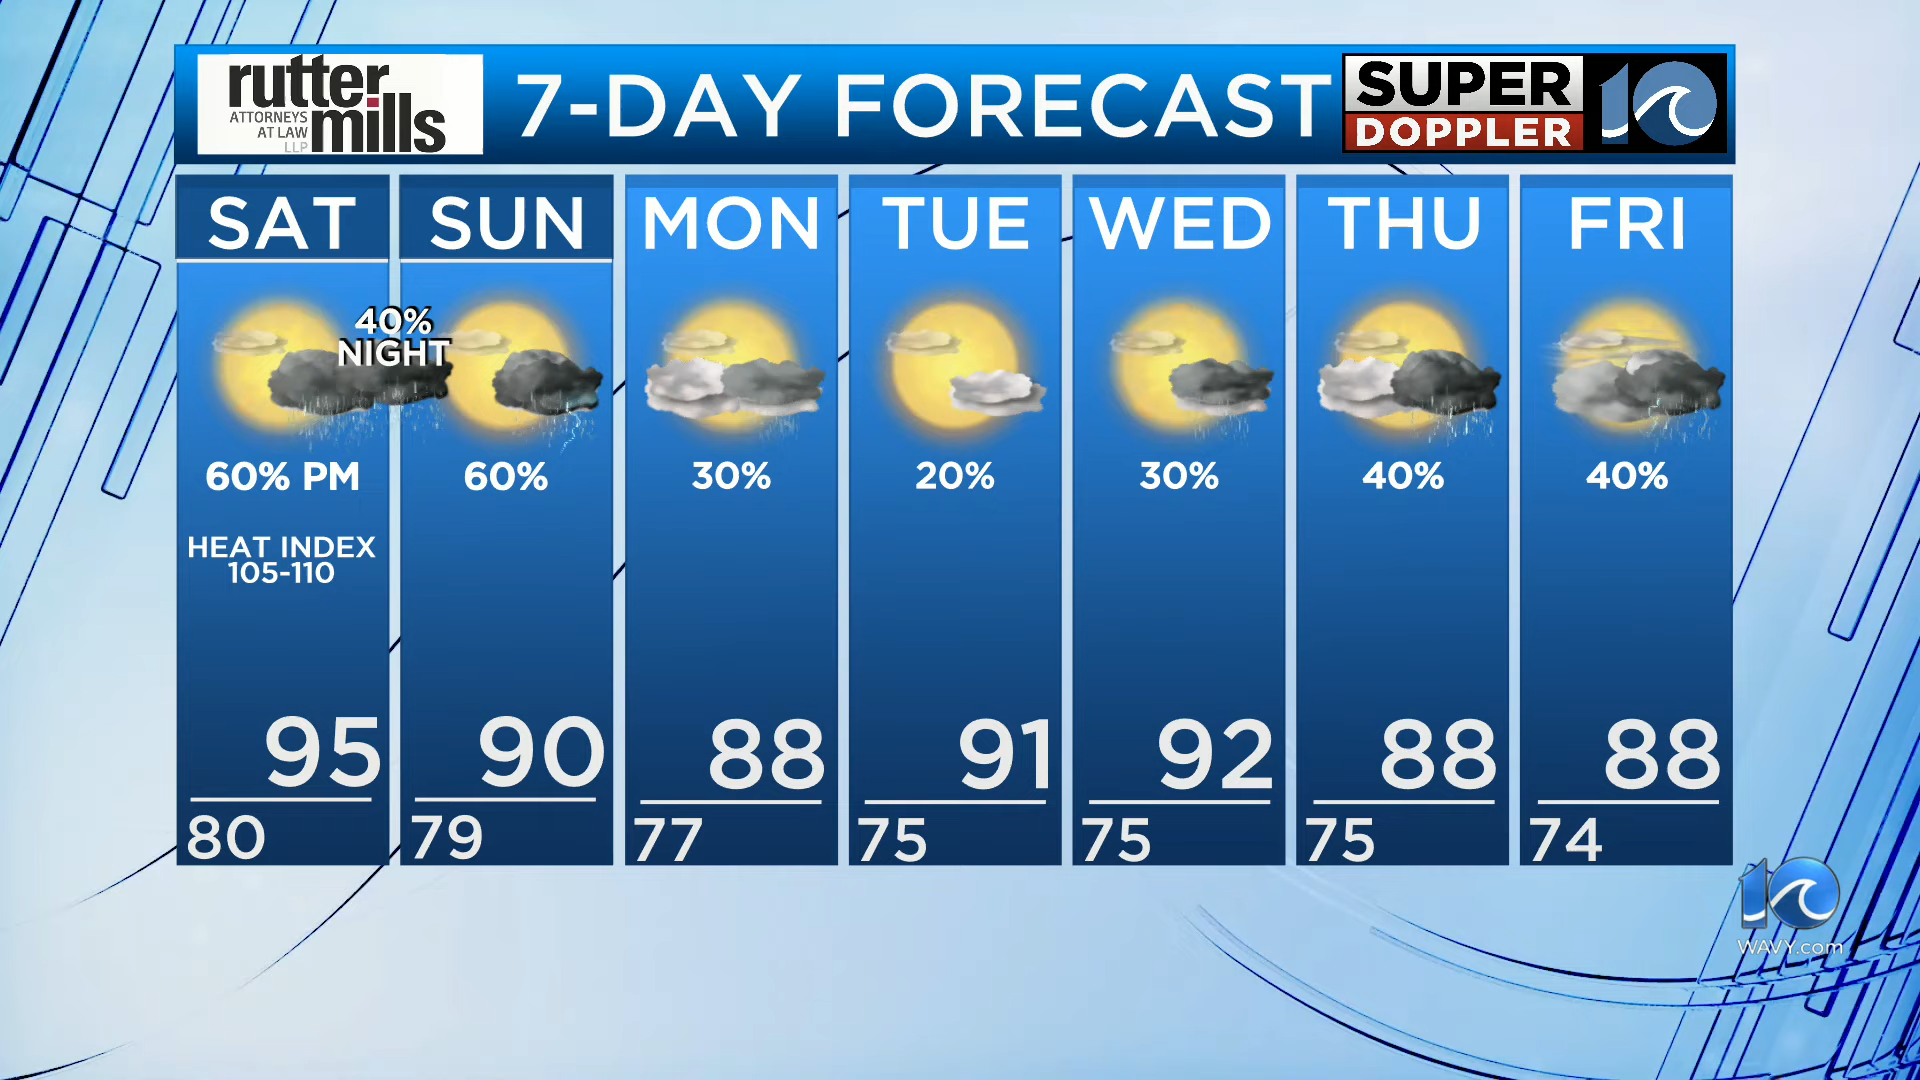 rutter
ATTORNEYS
AT LAW
LLP
mills
7-DAY FORECAST
SUPER
DOPPLER
10
SAT
SUN
MON
TUE
WED
THU
FRI
40%
NIGHT
60% PM
60%
30%
20%
30%
40%
40%
HEAT INDEX
105-110
95
90
88
91
92
88
88
80
79
77
75
75
75
74
10
WAVY.com